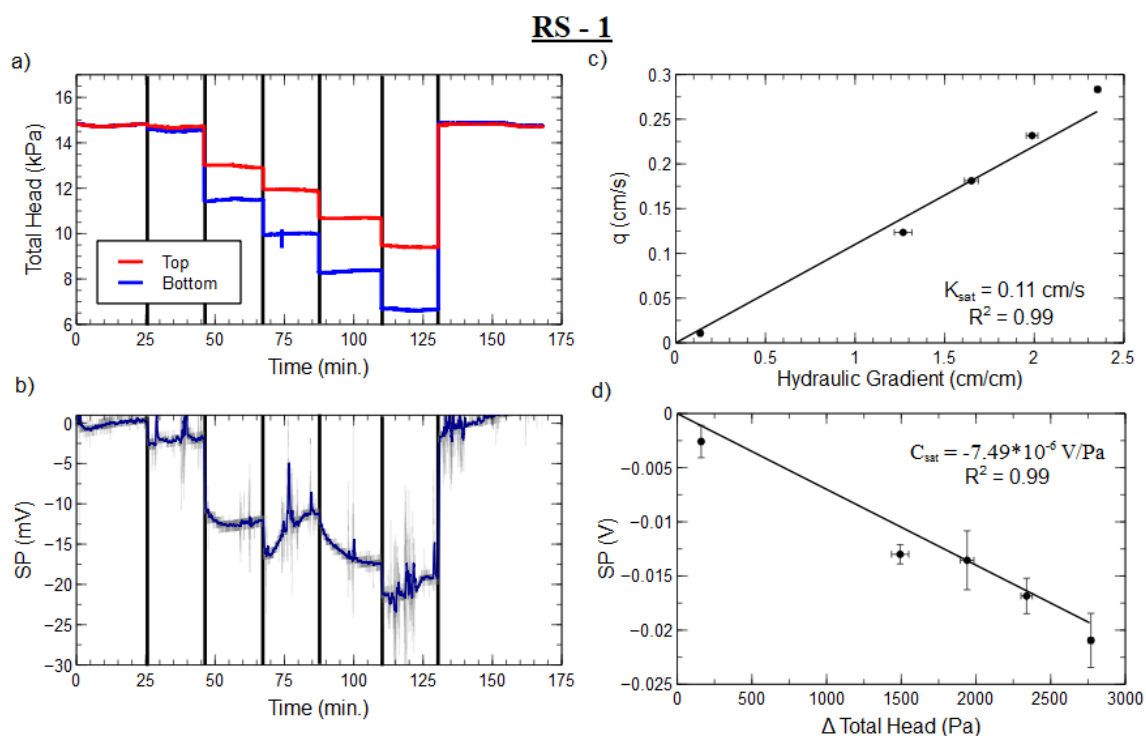 RS - 1
a)
16
14
12
10
8
6
Total Head (kPa)
Top
Bottom
0 25 50 75 100 125 150 175
Time (min.)
b)
0
−5
−10
−15
−20
−25
−30
SP (mV)
0 25 50 75 100 125 150 175
Time (min.)
c)
0.3
0.25
0.2
0.15
0.1
0.05
0
q (cm/s)
K_sat = 0.11 cm/s
R² = 0.99
0 0.5 1 1.5 2 2.5
Hydraulic Gradient (cm/cm)
d)
0
−0.005
−0.01
−0.015
−0.02
−0.025
SP (V)
C_sat = -7.49*10⁻⁶ V/Pa
R² = 0.99
0 500 1000 1500 2000 2500 3000
Δ Total Head (Pa)